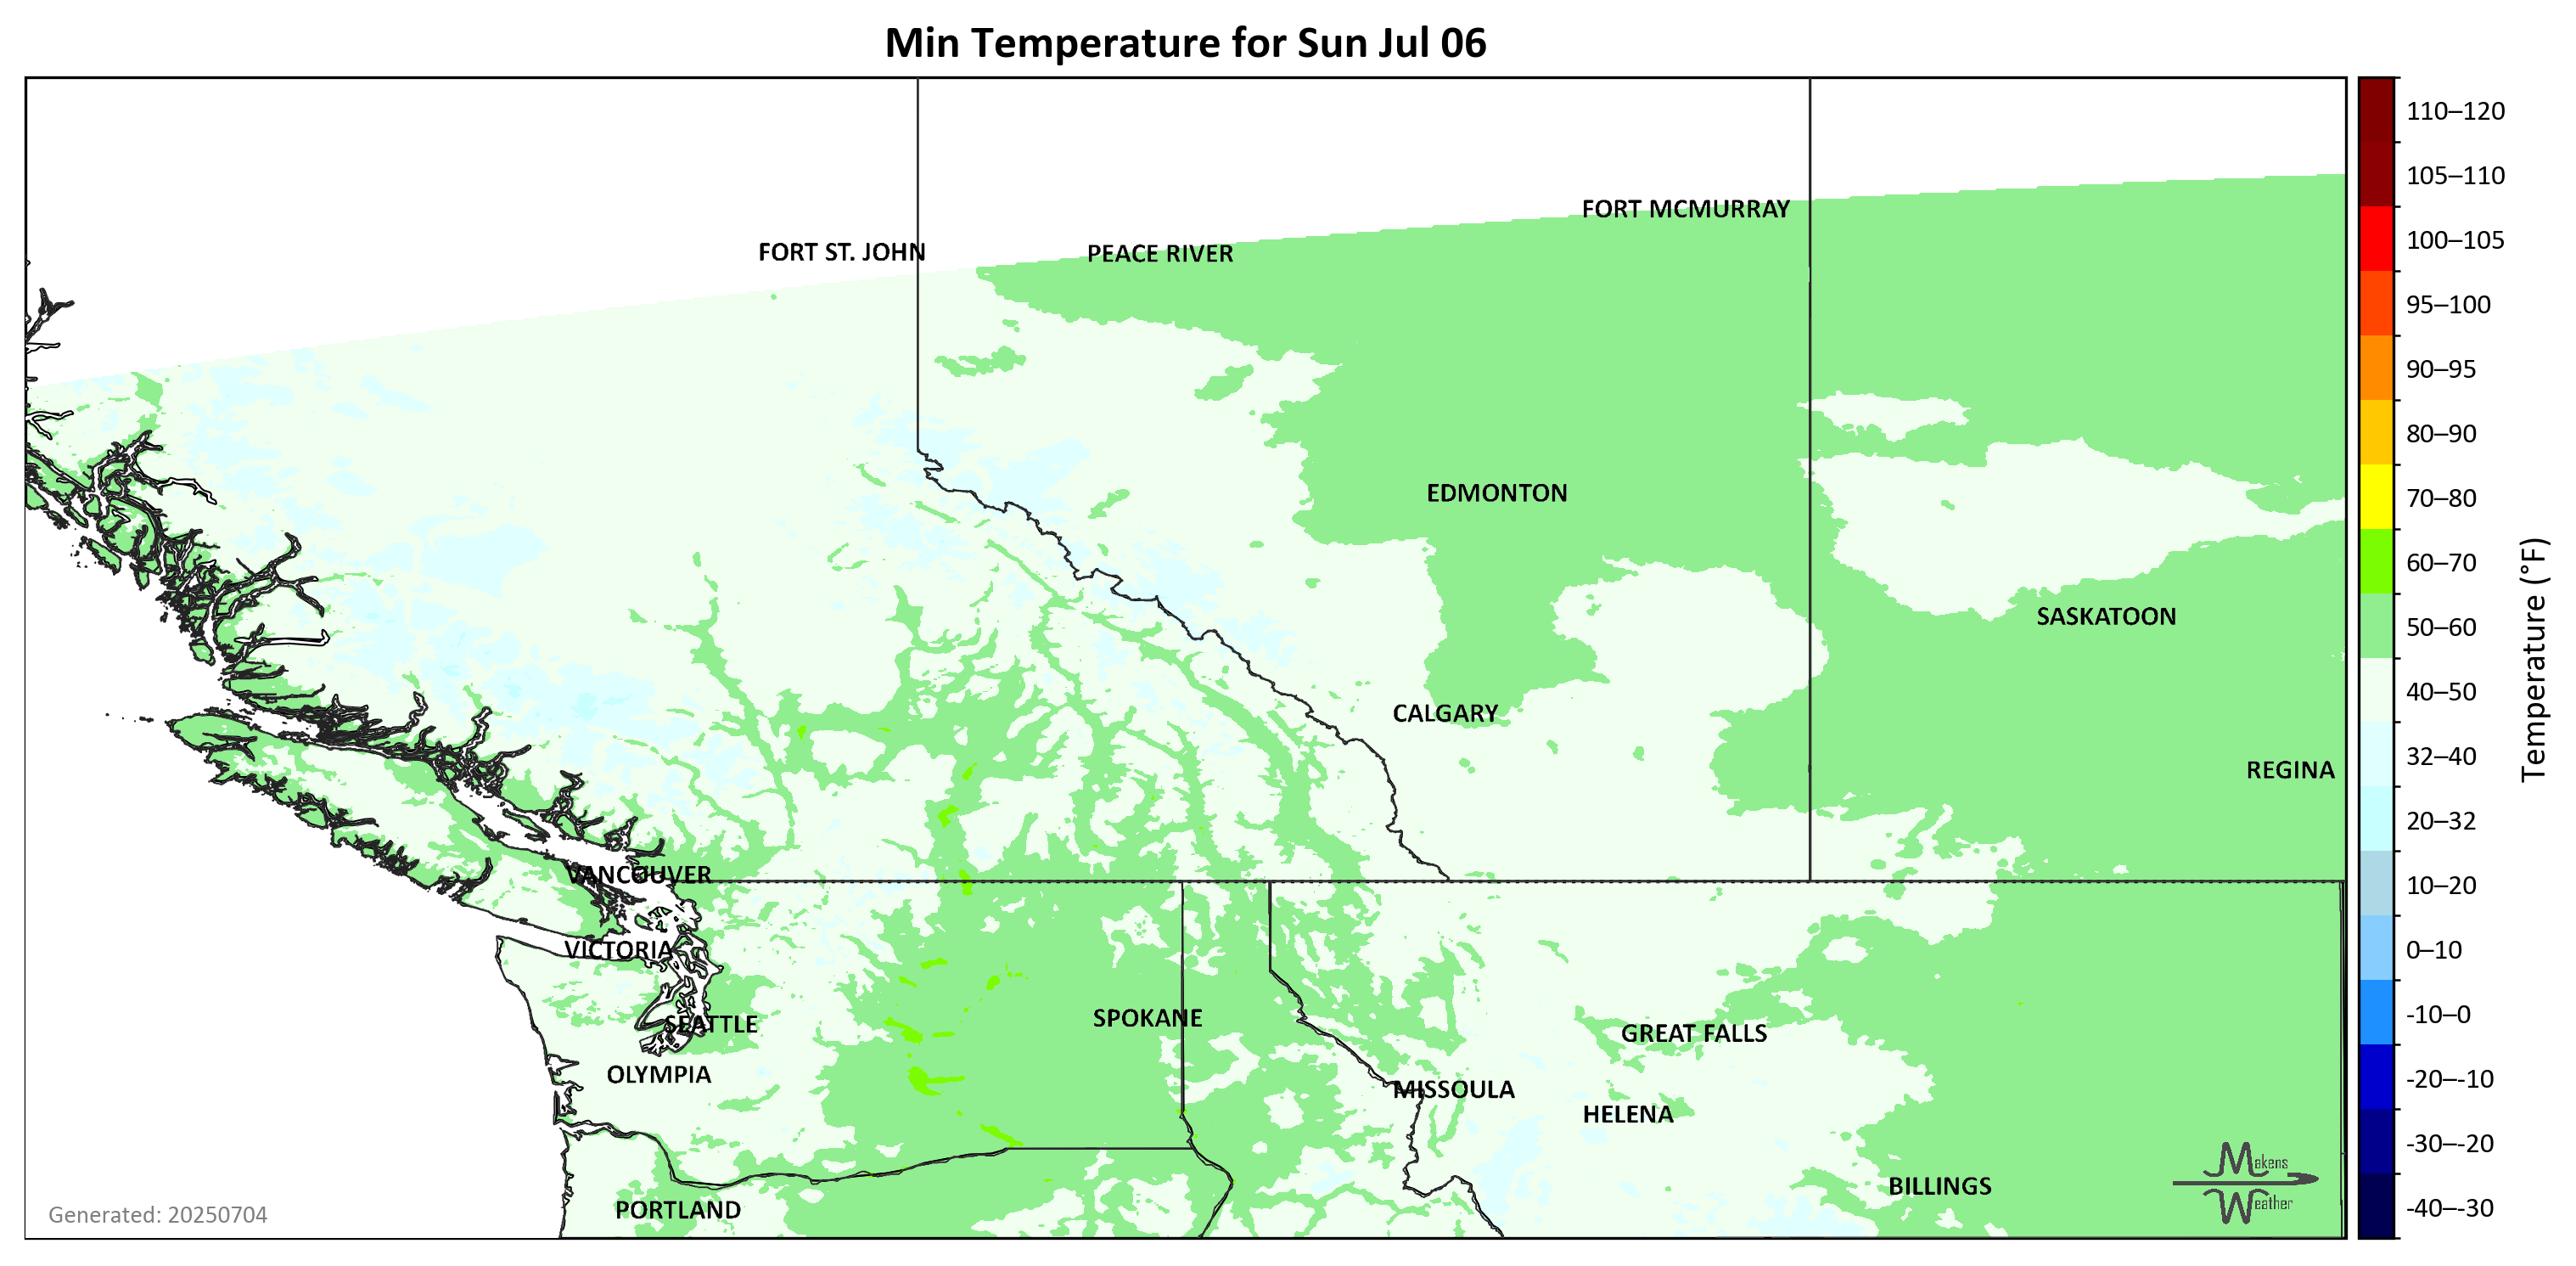 Min Temperature for Sun Jul 06
FORT MCMURRAY
FORT ST. JOHN
PEACE RIVER
EDMONTON
SASKATOON
CALGARY
REGINA
VANCOUVER
VICTORIA
SEATTLE
SPOKANE
GREAT FALLS
OLYMPIA
MISSOULA
HELENA
BILLINGS
PORTLAND
Makens
Weather
Generated: 20250704
110–120
105–110
100–105
95–100
90–95
80–90
70–80
60–70
50–60
40–50
32–40
20–32
10–20
0–10
-10–0
-20–-10
-30–-20
-40–-30
Temperature (°F)